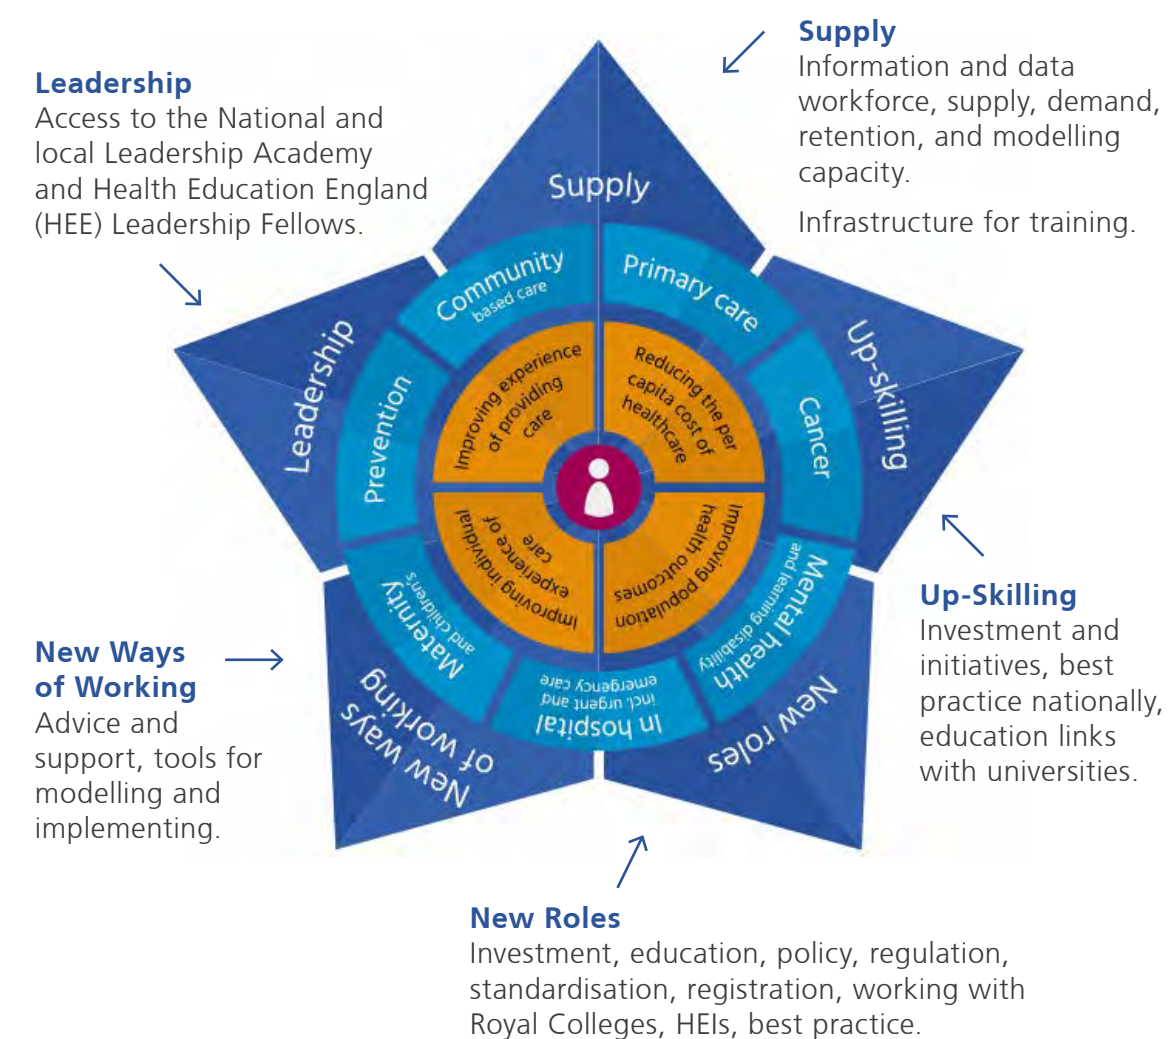 Supply
Information and data
workforce, supply, demand,
retention, and modelling
capacity.
Infrastructure for training.
Leadership
Access to the National and
local Leadership Academy
and Health Education England
(HEE) Leadership Fellows.
Supply
Leadership
Up-skilling
New ways
of working
New roles
Community
based care
Primary care
Prevention
Cancer
Maternity
and children's
Mental health
and learning disability
In hospital
incl. urgent and
emergency care
Improving experience
of providing
care
Reducing the per
capita cost of
healthcare
Improving individual
experience of
care
Improving population
health outcomes
Up-Skilling
Investment and
initiatives, best
practice nationally,
education links
with universities.
New Ways
of Working
Advice and
support, tools for
modelling and
implementing.
New Roles
Investment, education, policy, regulation,
standardisation, registration, working with
Royal Colleges, HEIs, best practice.